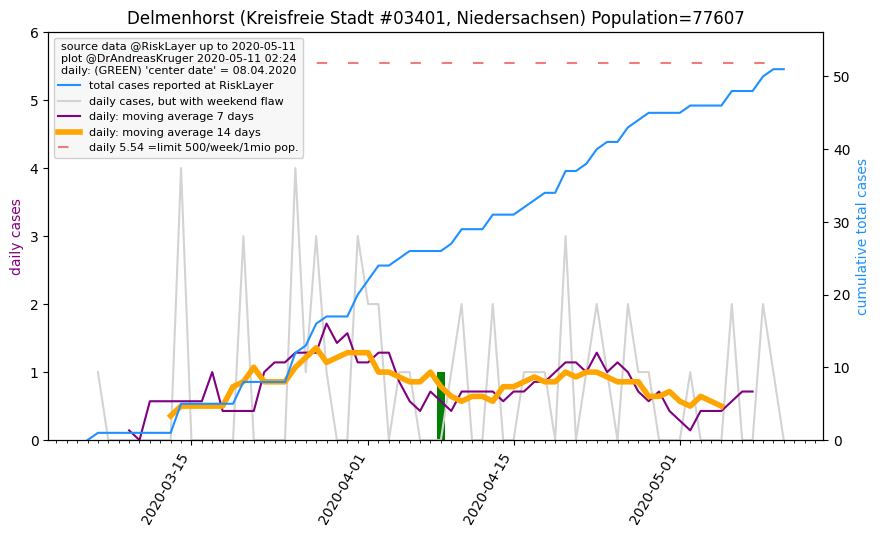 Delmenhorst (Kreisfreie Stadt #03401, Niedersachsen) Population=77607
source data @RiskLayer up to 2020-05-11
plot @DrAndreasKruger 2020-05-11 02:24
daily: (GREEN) 'center date' = 08.04.2020
total cases reported at RiskLayer
daily cases, but with weekend flaw
daily: moving average 7 days
daily: moving average 14 days
daily 5.54 =limit 500/week/1mio pop.
daily cases
6
5
4
3
2
1
0
50
40
30
20
10
0
cumulative total cases
2020-03-15
2020-04-01
2020-04-15
2020-05-01